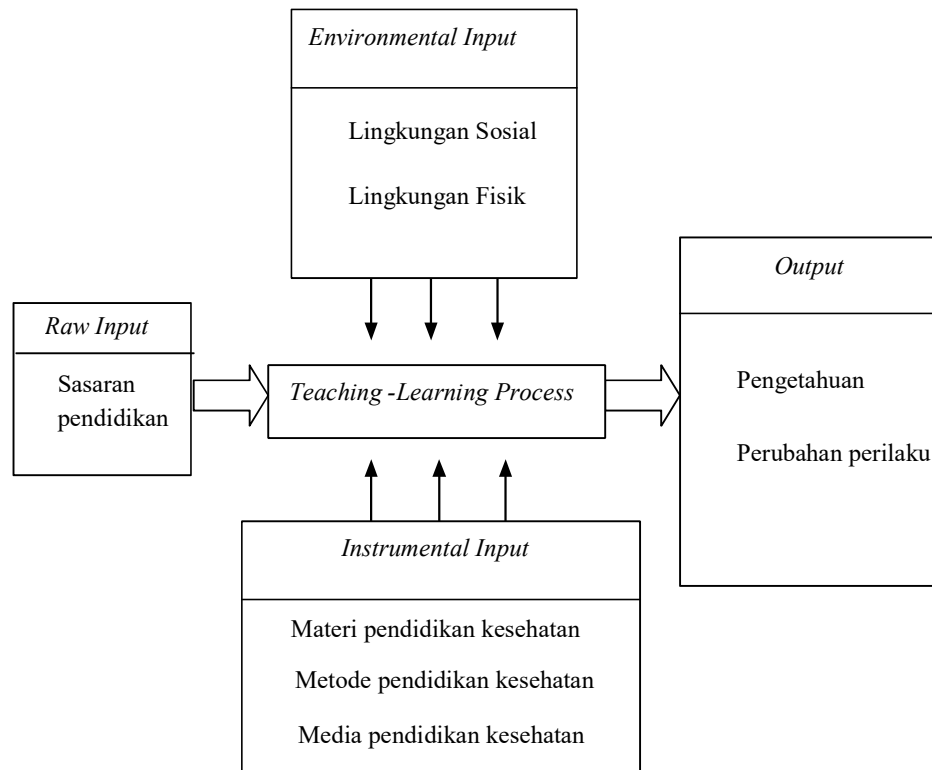 Environmental Input
Lingkungan Sosial
Lingkungan Fisik
Raw Input
Sasaran
pendidikan
Teaching -Learning Process
Output
Pengetahuan
Perubahan perilaku
Instrumental Input
Materi pendidikan kesehatan
Metode pendidikan kesehatan
Media pendidikan kesehatan